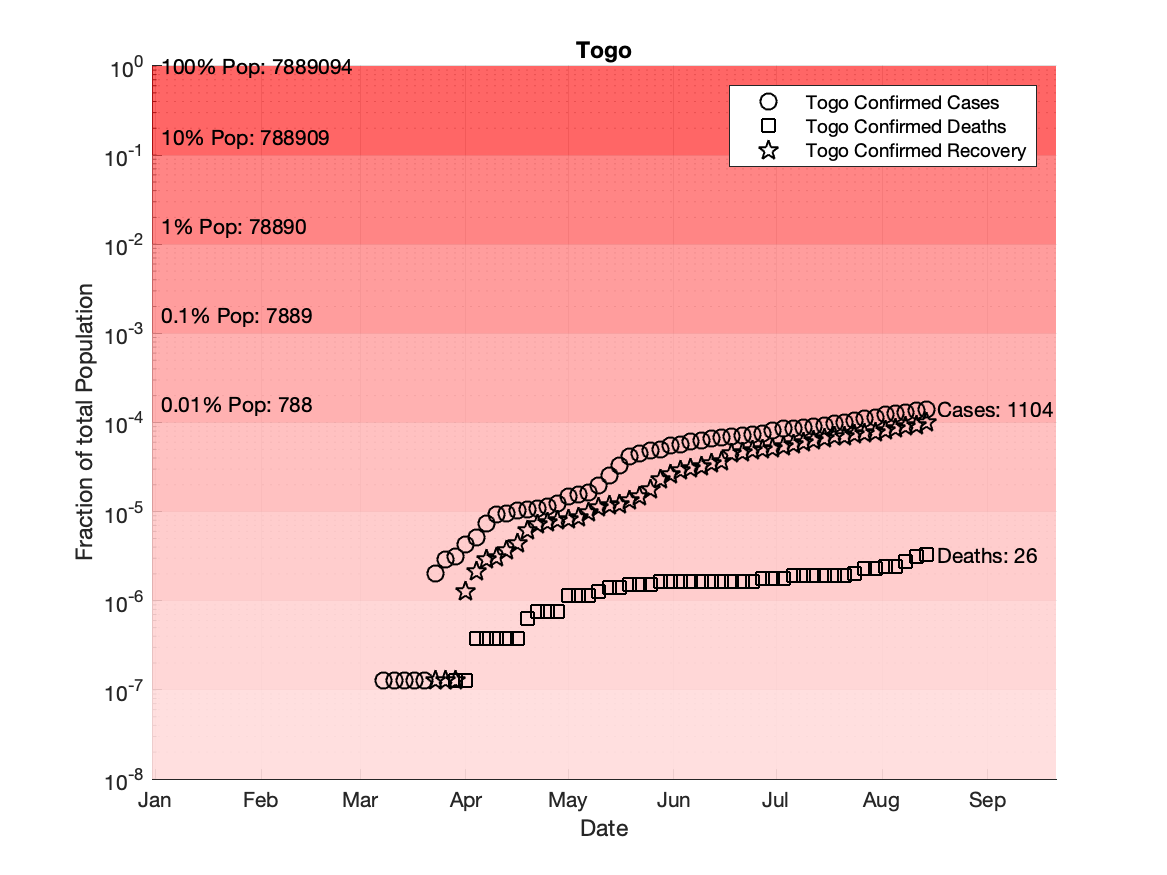 Togo
10^0
100% Pop: 7889094
Togo Confirmed Cases
Togo Confirmed Deaths
Togo Confirmed Recovery
10% Pop: 788909
10^-1
1% Pop: 78890
10^-2
0.1% Pop: 7889
10^-3
0.01% Pop: 788
10^-4
Cases: 1104
10^-5
Deaths: 26
10^-6
10^-7
10^-8
Fraction of total Population
Jan Feb Mar Apr May Jun Jul Aug Sep
Date